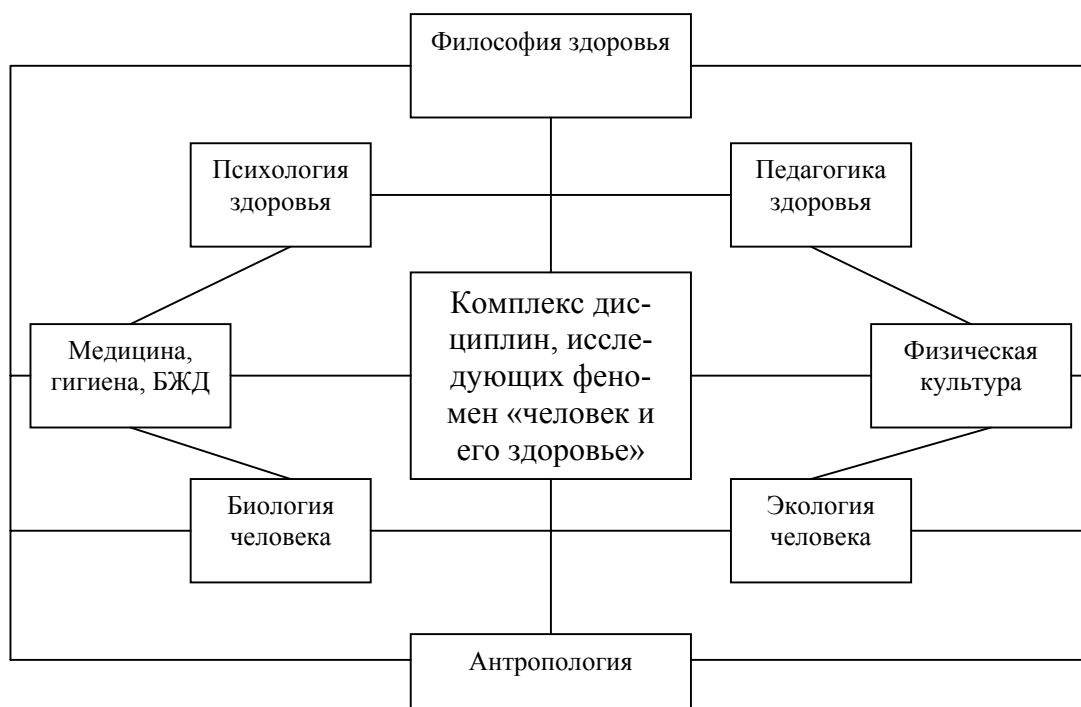 Философия здоровья
Психология
здоровья
Педагогика
здоровья
Комплекс дис-
циплин, иссле-
дующих фено-
мен «человек и
его здоровье»
Медицина,
гигиена, БЖД
Физическая
культура
Биология
человека
Экология
человека
Антропология